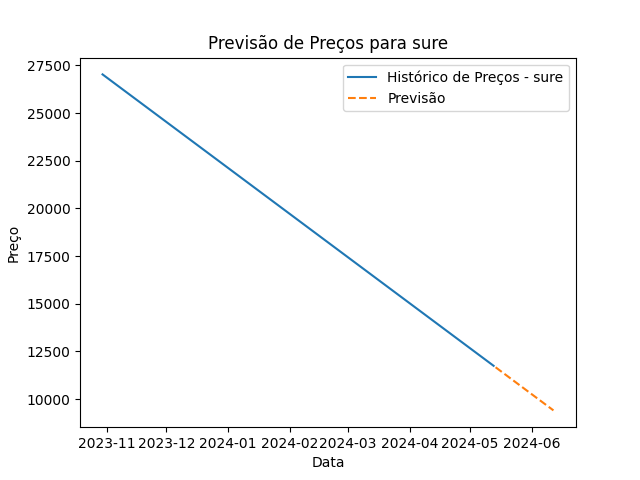 Previsão de Preços para sure
Histórico de Preços - sure
Previsão
Preço
27500
25000
22500
20000
17500
15000
12500
10000
2023-11 2023-12 2024-01 2024-02 2024-03 2024-04 2024-05 2024-06
Data